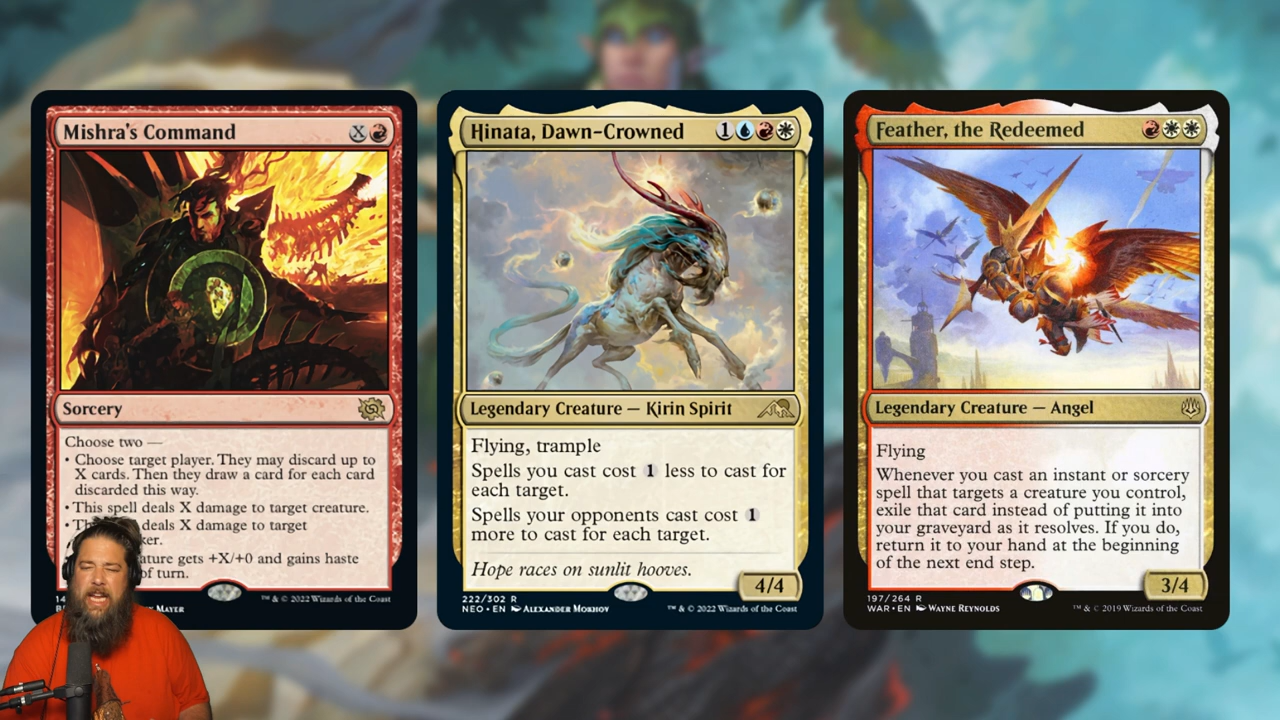 Mishra's Command
X
Sorcery
Choose two —
• Choose target player. They may discard up to
X cards. Then they draw a card for each card
discarded this way.
• This spell deals X damage to target creature.
• deals X damage to target
gets +X/+0 and gains haste
of turn.
MAYER
™ & © 2022 Wizards of the Coast
Hinata, Dawn-Crowned
1
Legendary Creature — Kirin Spirit
Flying, trample
Spells you cast cost 1 less to cast for
each target.
Spells your opponents cast cost 1
more to cast for each target.
Hope races on sunlit hooves.
4/4
222/302 R
NEO • EN ALEXANDER MOKHOV
™ & © 2022 Wizards of the Coast
Feather, the Redeemed
Legendary Creature — Angel
Flying
Whenever you cast an instant or sorcery
spell that targets a creature you control,
exile that card instead of putting it into
your graveyard as it resolves. If you do,
return it to your hand at the beginning
of the next end step.
3/4
197/264 R
WAR • EN WAYNE REYNOLDS
™ & © 2019 Wizards of the Coast